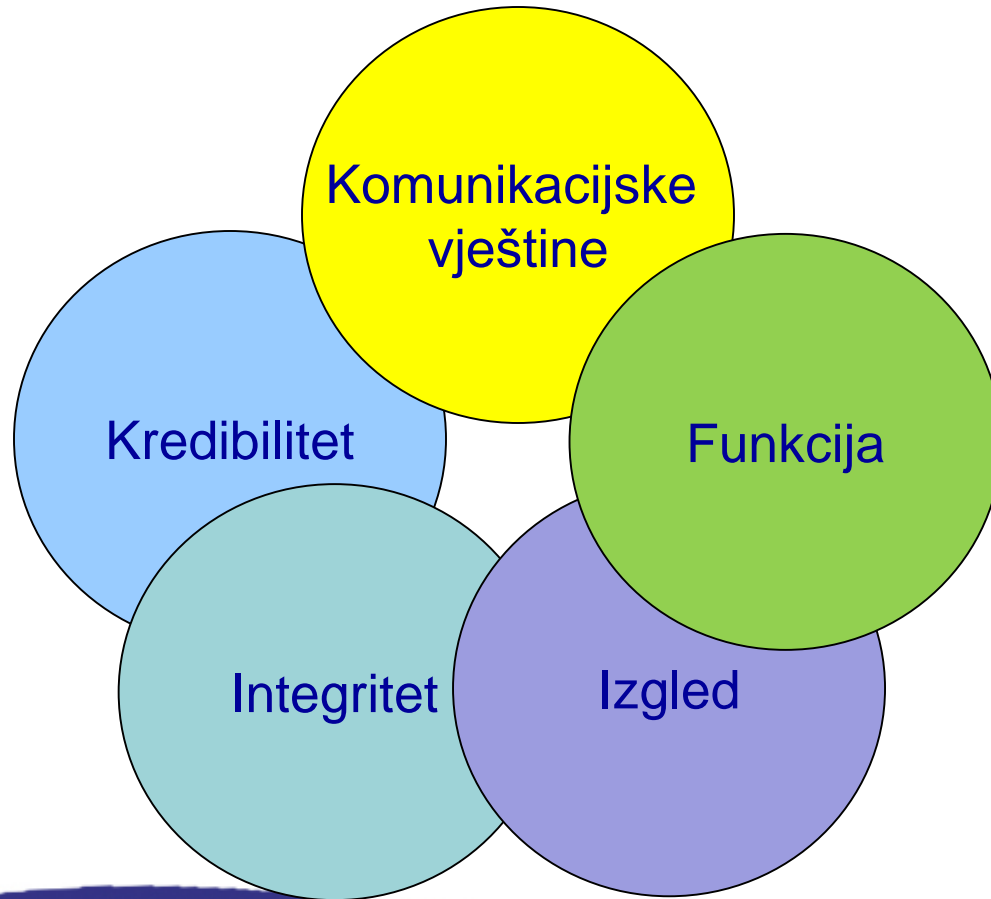 Komunikacijske
vještine
Kredibilitet
Funkcija
Integritet
Izgled